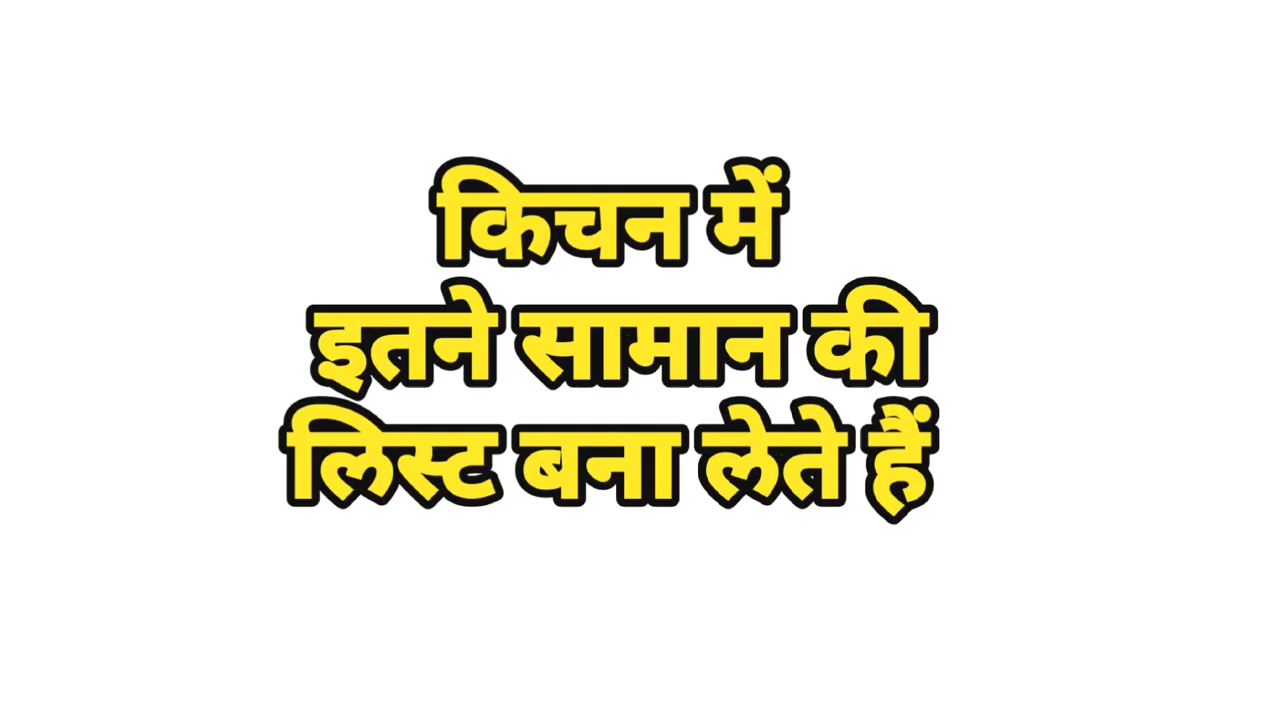 किचन में
इतने सामान की
लिस्ट बना लेते हैं